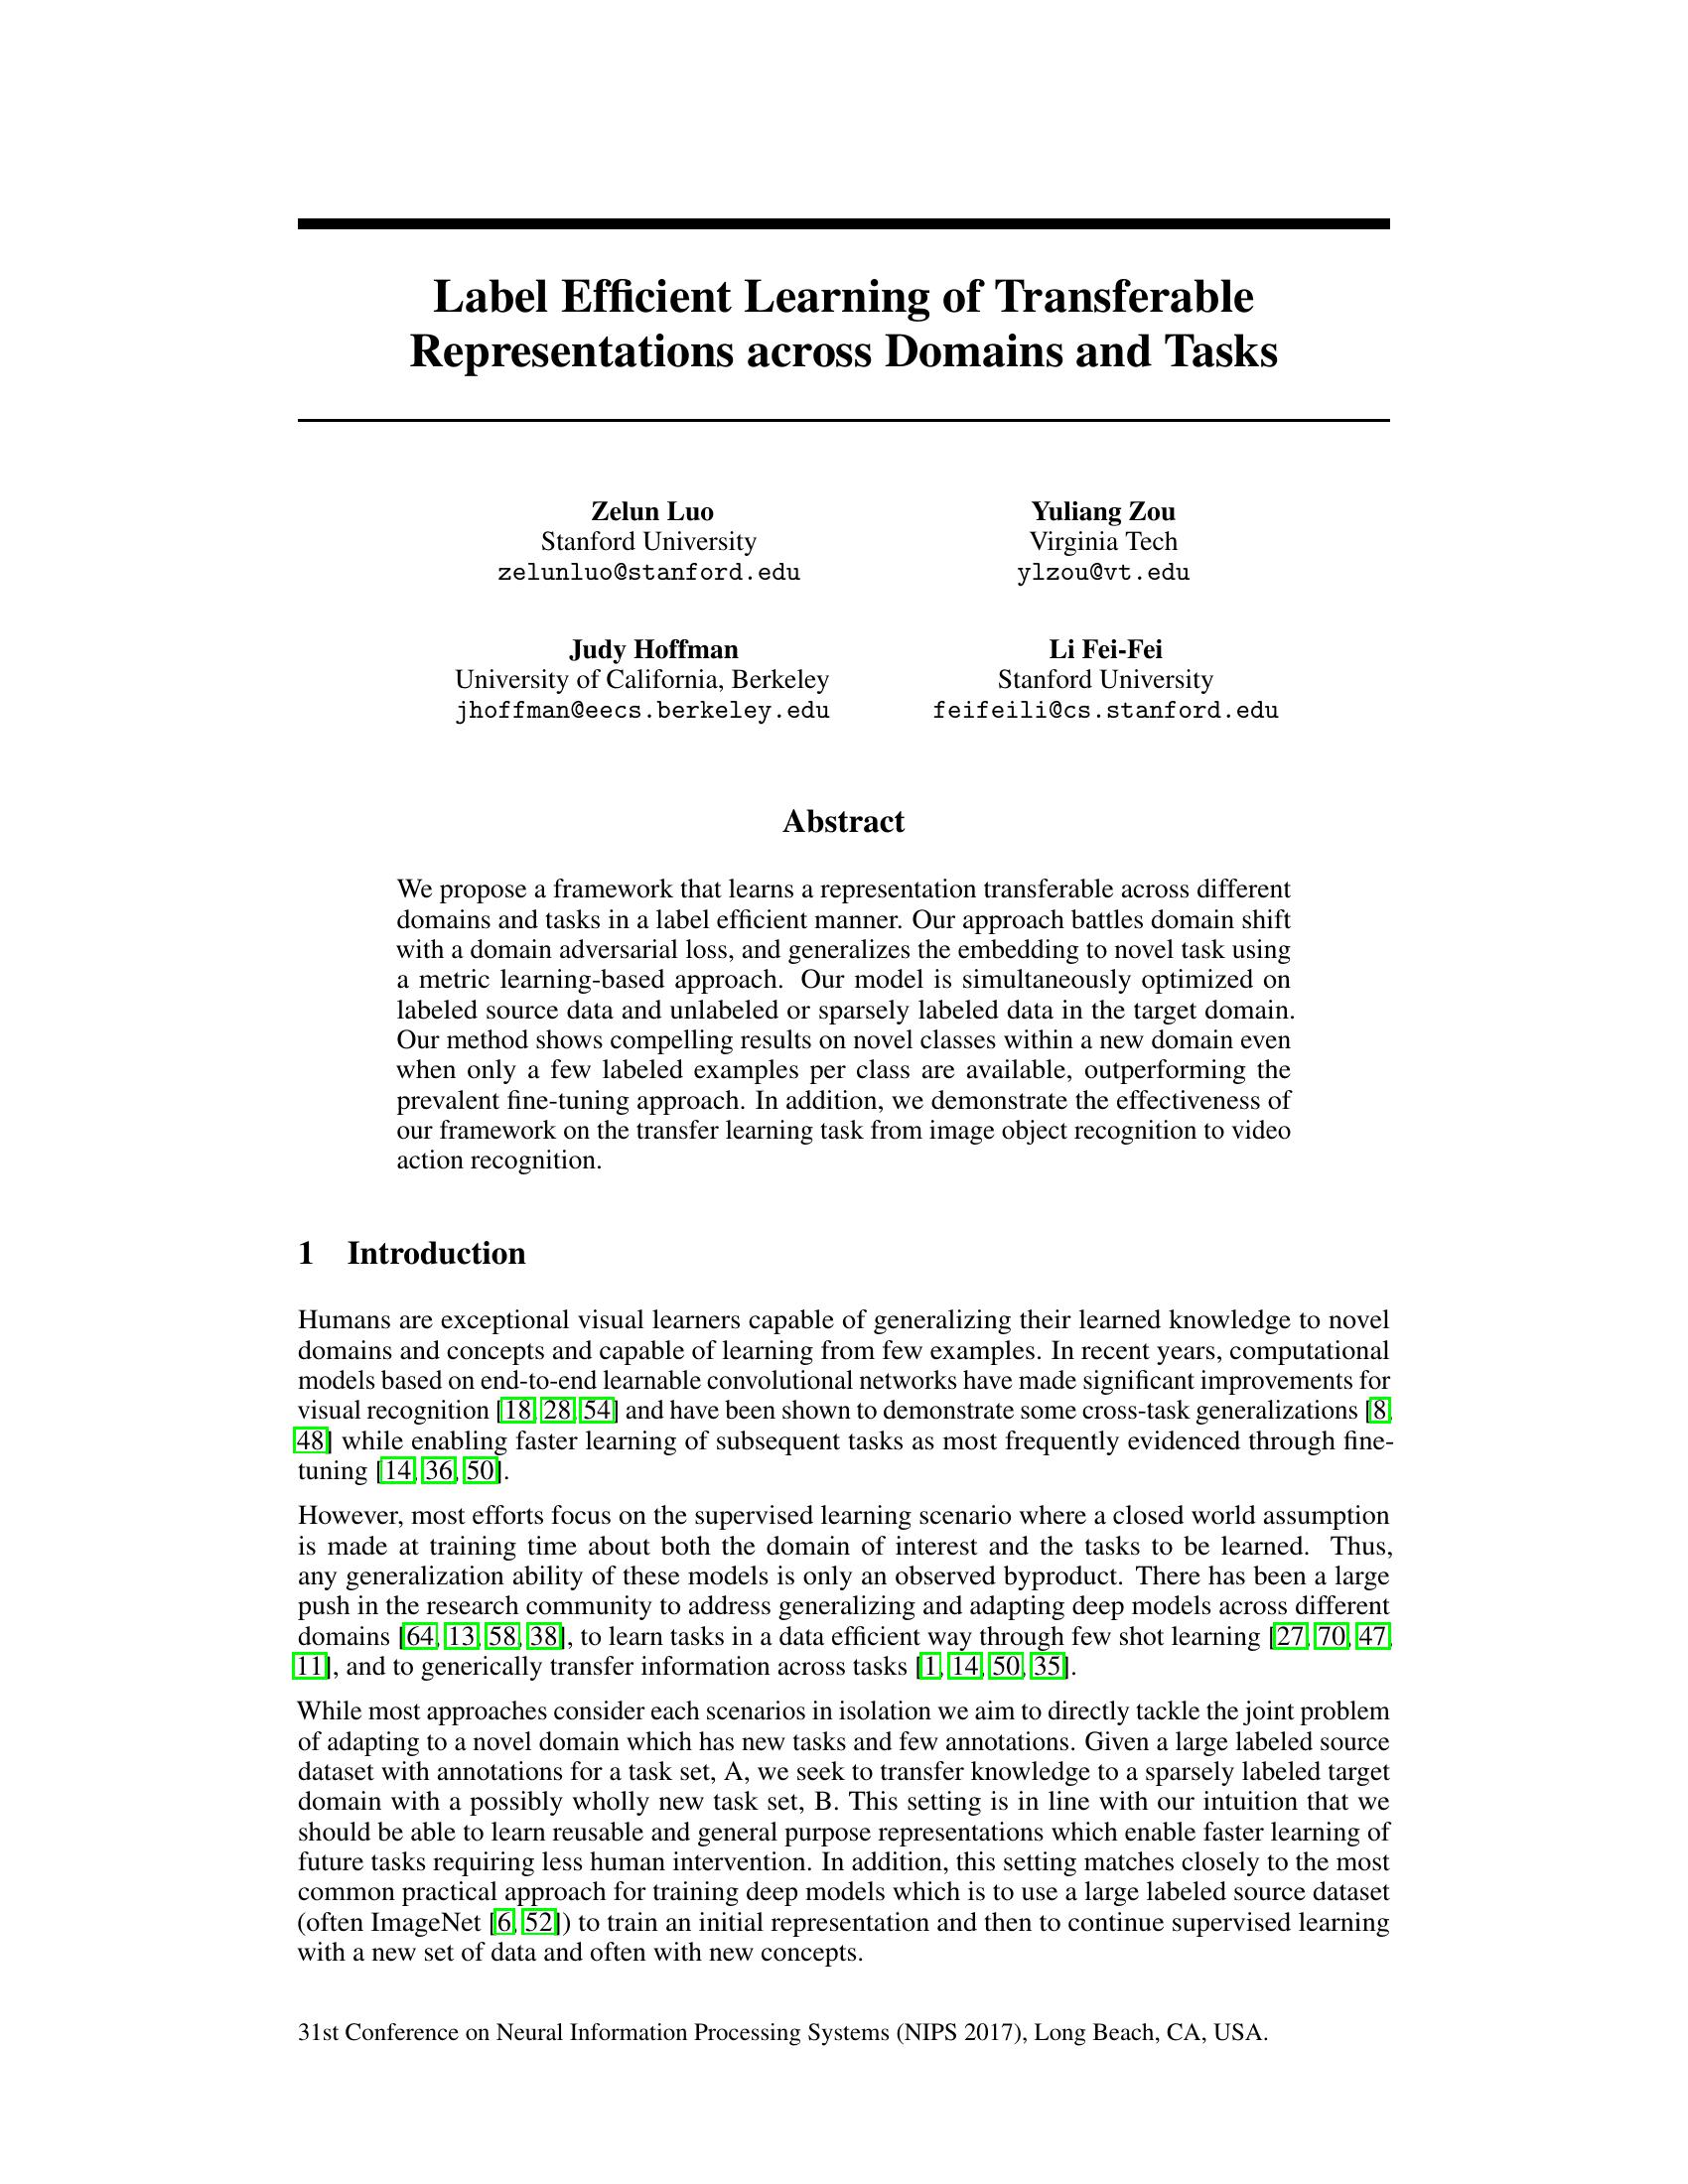 Label Efficient Learning of Transferable
Representations across Domains and Tasks
Zelun Luo
Stanford University
zelunluo@stanford.edu
Yuliang Zou
Virginia Tech
ylzou@vt.edu
Judy Hoffman
University of California, Berkeley
jhoffman@eecs.berkeley.edu
Li Fei-Fei
Stanford University
feifeili@cs.stanford.edu
Abstract
We propose a framework that learns a representation transferable across different
domains and tasks in a label efficient manner. Our approach battles domain shift
with a domain adversarial loss, and generalizes the embedding to novel task using
a metric learning-based approach. Our model is simultaneously optimized on
labeled source data and unlabeled or sparsely labeled data in the target domain.
Our method shows compelling results on novel classes within a new domain even
when only a few labeled examples per class are available, outperforming the
prevalent fine-tuning approach. In addition, we demonstrate the effectiveness of
our framework on the transfer learning task from image object recognition to video
action recognition.
1 Introduction
Humans are exceptional visual learners capable of generalizing their learned knowledge to novel
domains and concepts and capable of learning from few examples. In recent years, computational
models based on end-to-end learnable convolutional networks have made significant improvements for
visual recognition [18, 28, 54] and have been shown to demonstrate some cross-task generalizations [8,
48] while enabling faster learning of subsequent tasks as most frequently evidenced through fine-
tuning [14, 36, 50].
However, most efforts focus on the supervised learning scenario where a closed world assumption
is made at training time about both the domain of interest and the tasks to be learned. Thus,
any generalization ability of these models is only an observed byproduct. There has been a large
push in the research community to address generalizing and adapting deep models across different
domains [64, 13, 58, 38], to learn tasks in a data efficient way through few shot learning [27, 70, 47,
11], and to generically transfer information across tasks [1, 14, 50, 35].
While most approaches consider each scenarios in isolation we aim to directly tackle the joint problem
of adapting to a novel domain which has new tasks and few annotations. Given a large labeled source
dataset with annotations for a task set, A, we seek to transfer knowledge to a sparsely labeled target
domain with a possibly wholly new task set, B. This setting is in line with our intuition that we
should be able to learn reusable and general purpose representations which enable faster learning of
future tasks requiring less human intervention. In addition, this setting matches closely to the most
common practical approach for training deep models which is to use a large labeled source dataset
(often ImageNet [6, 52]) to train an initial representation and then to continue supervised learning
with a new set of data and often with new concepts.
31st Conference on Neural Information Processing Systems (NIPS 2017), Long Beach, CA, USA.